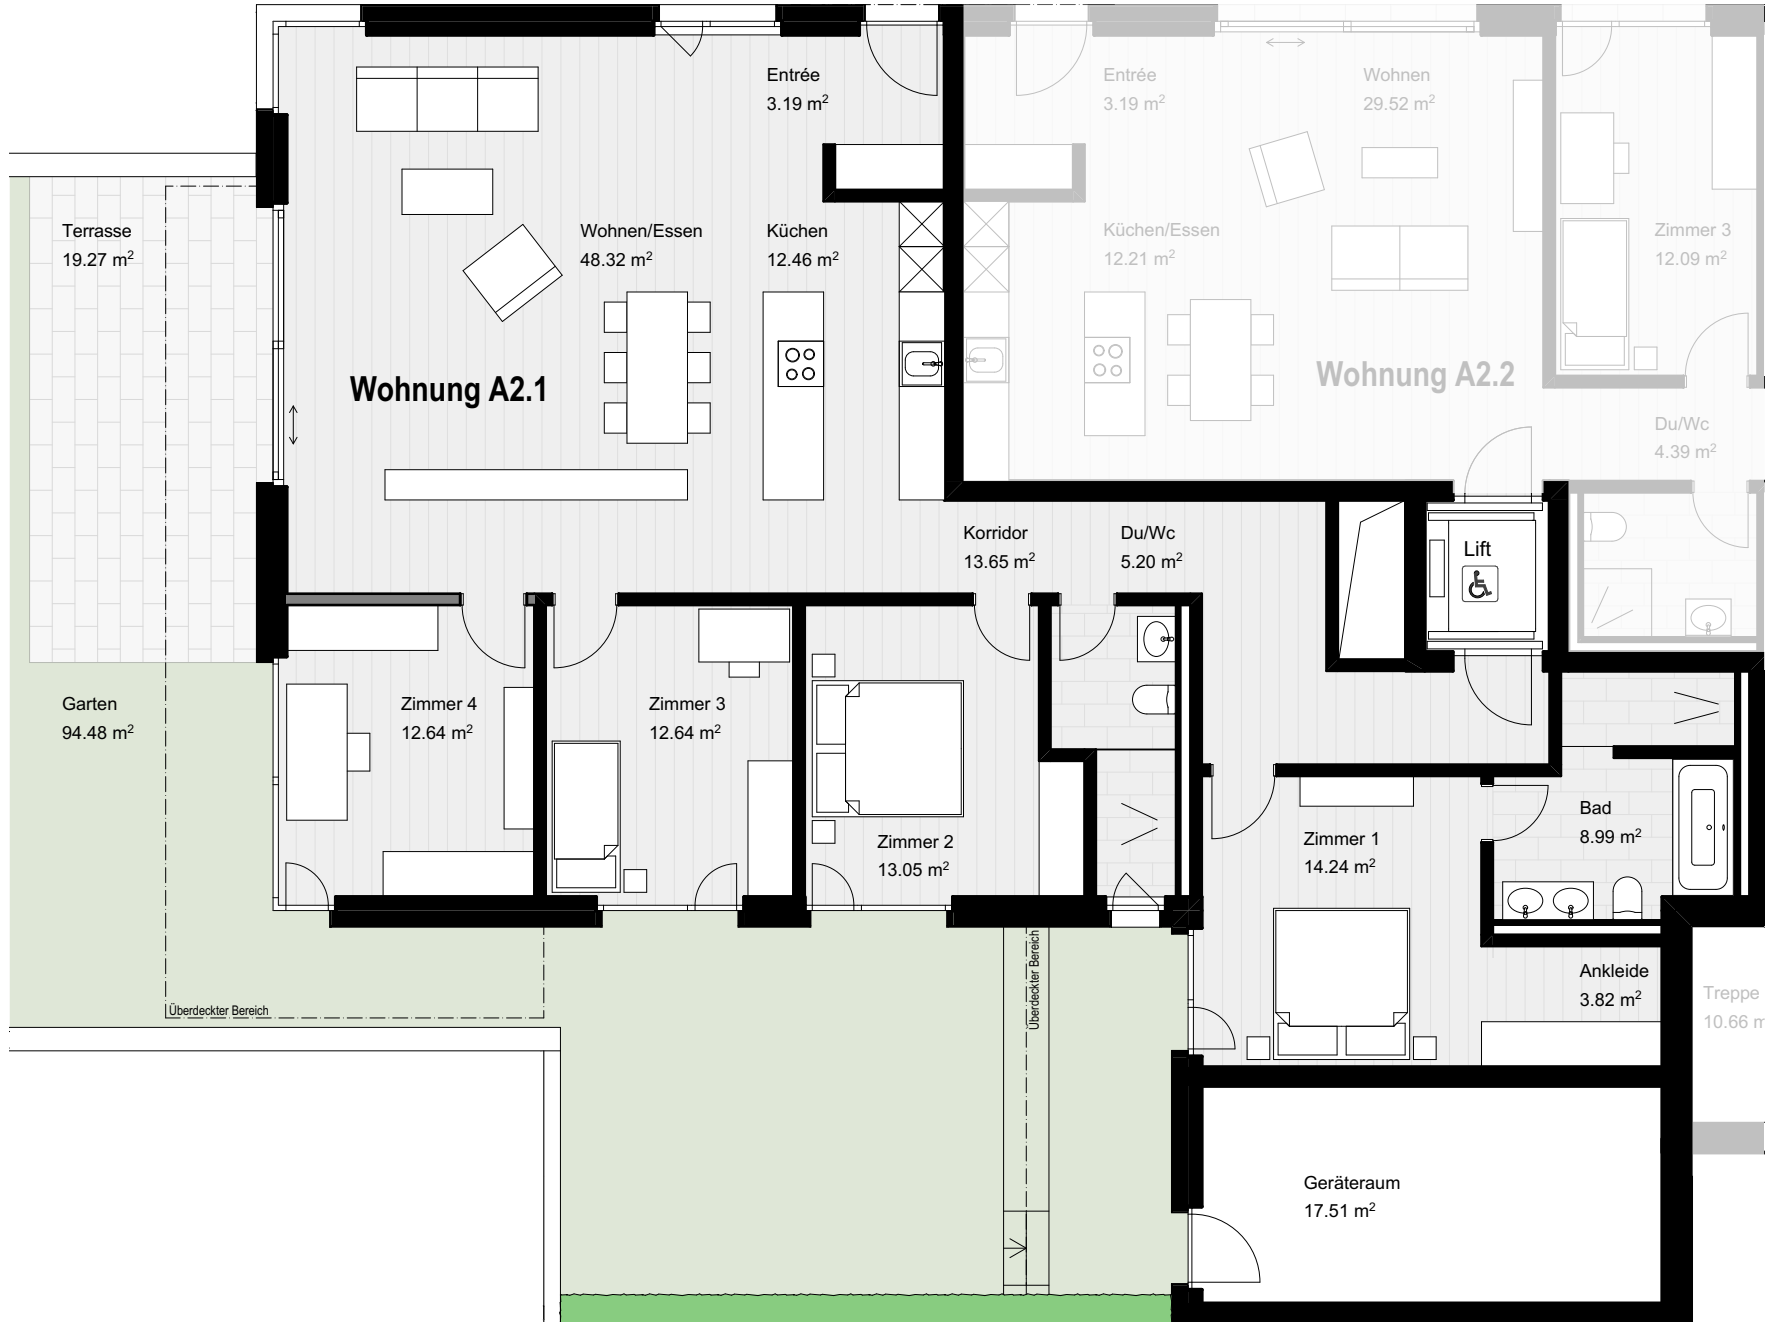 Entrée
3.19 m²
Entrée
3.19 m²
Wohnen
29.52 m²
Terrasse
19.27 m²
Wohnen/Essen
48.32 m²
Küchen
12.46 m²
Küchen/Essen
12.21 m²
Zimmer 3
12.09 m²
Wohnung A2.1
Wohnung A2.2
Du/Wc
4.39 m²
Korridor
13.65 m²
Du/Wc
5.20 m²
Lift
Garten
94.48 m²
Zimmer 4
12.64 m²
Zimmer 3
12.64 m²
Zimmer 2
13.05 m²
Zimmer 1
14.24 m²
Bad
8.99 m²
Überdeckter Bereich
Überdeckter Bereich
Ankleide
3.82 m²
Treppe
10.66 m
Geräteraum
17.51 m²